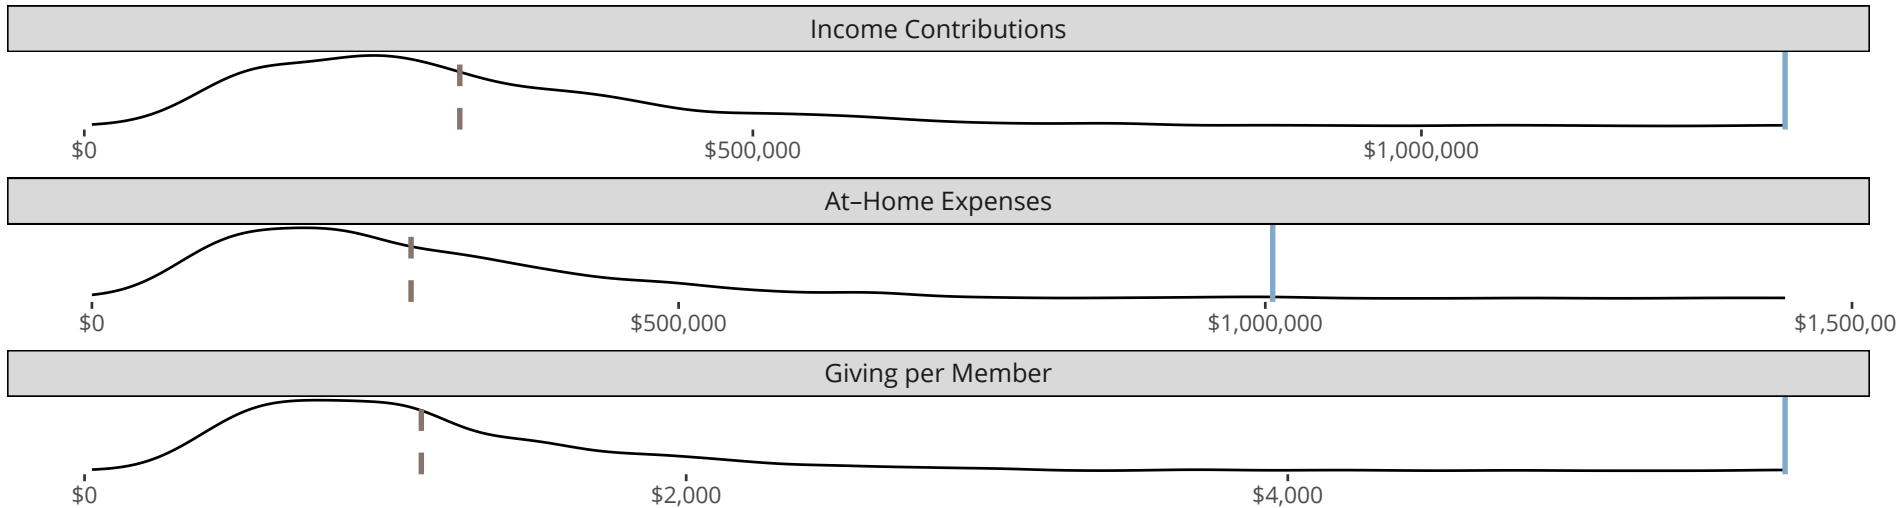 Income Contributions
$0 $500,000 $1,000,000
At–Home Expenses
$0 $500,000 $1,000,000 $1,500,00
Giving per Member
$0 $2,000 $4,000